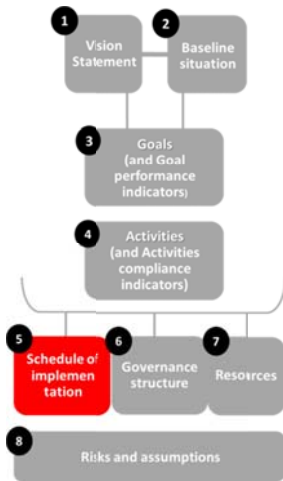 1
Vision
Statement
2
Baseline
situation
3
Goals
(and Goal
performance
indicators)
4
Activities
(and Activities
compliance
indicators)
5
Schedule of
implemen
tation
6
Governance
structure
7
Resources
8
Risks and assumptions